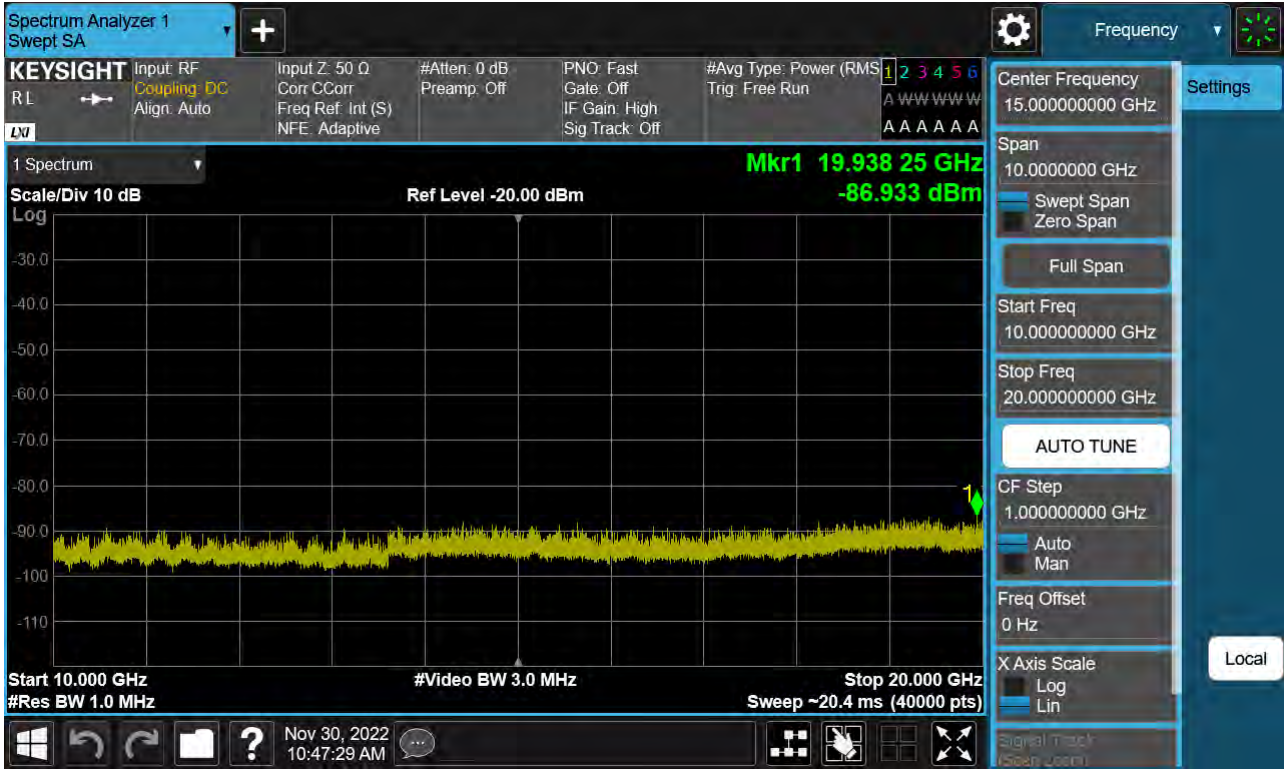 Spectrum Analyzer 1
Swept SA
Frequency
KEYSIGHT
R L
LXI
Input: RF
Coupling: DC
Align: Auto
Input Z: 50 Ω
Corr CCorr
Freq Ref: Int (S)
NFE: Adaptive
#Atten: 0 dB
Preamp: Off
PNO: Fast
Gate: Off
IF Gain: High
Sig Track: Off
#Avg Type: Power (RMS
Trig: Free Run
1 2 3 4 5 6
A W W W W W
A A A A A A
1 Spectrum
Scale/Div 10 dB
Log
Ref Level -20.00 dBm
Mkr1 19.938 25 GHz
-86.933 dBm
-30.0
-40.0
-50.0
-60.0
-70.0
-80.0
-90.0
-100
-110
1
Start 10.000 GHz
#Res BW 1.0 MHz
#Video BW 3.0 MHz
Stop 20.000 GHz
Sweep ~20.4 ms (40000 pts)
Center Frequency
15.000000000 GHz
Span
10.0000000 GHz
Swept Span
Zero Span
Full Span
Start Freq
10.000000000 GHz
Stop Freq
20.000000000 GHz
AUTO TUNE
CF Step
1.000000000 GHz
Auto
Man
Freq Offset
0 Hz
X Axis Scale
Log
Lin
Signal Track
(Span Zoom)
Settings
Local
?
Nov 30, 2022
10:47:29 AM